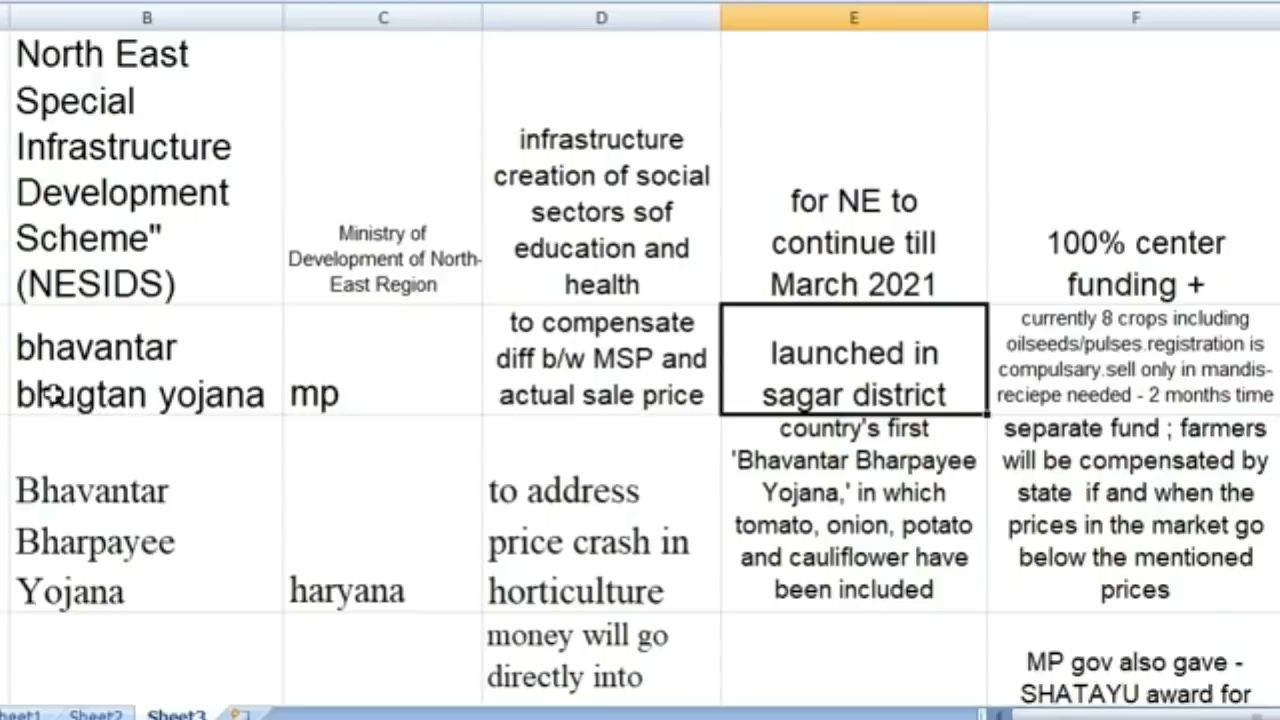 B C D E F
North East
Special
Infrastructure
Development
Scheme"
(NESIDS)
Ministry of
Development of North-
East Region
infrastructure
creation of social
sectors sof
education and
health
for NE to
continue till
March 2021
100% center
funding +
bhavantar
bhugtan yojana
mp
to compensate
diff b/w MSP and
actual sale price
launched in
sagar district
currently 8 crops including
oilseeds/pulses.registration is
compulsary.sell only in mandis-
reciepe needed - 2 months time
Bhavantar
Bharpayee
Yojana
haryana
to address
price crash in
horticulture
country's first
'Bhavantar Bharpayee
Yojana,' in which
tomato, onion, potato
and cauliflower have
been included
separate fund ; farmers
will be compensated by
state if and when the
prices in the market go
below the mentioned
prices
money will go
directly into
MP gov also gave -
SHATAYU award for
heet1 Sheet2 Sheet3